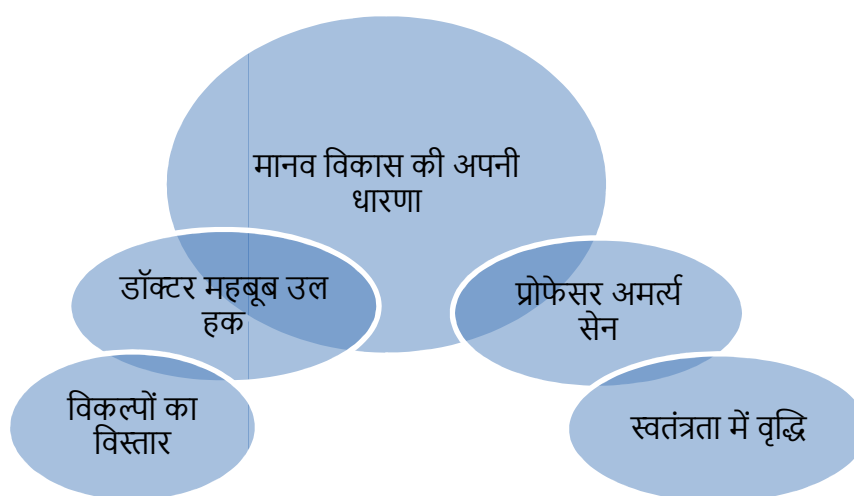 मानव विकास की अपनी
धारणा
डॉक्टर महबूब उल
हक
प्रोफेसर अमर्त्य
सेन
विकल्पों का
विस्तार
स्वतंत्रता में वृद्धि